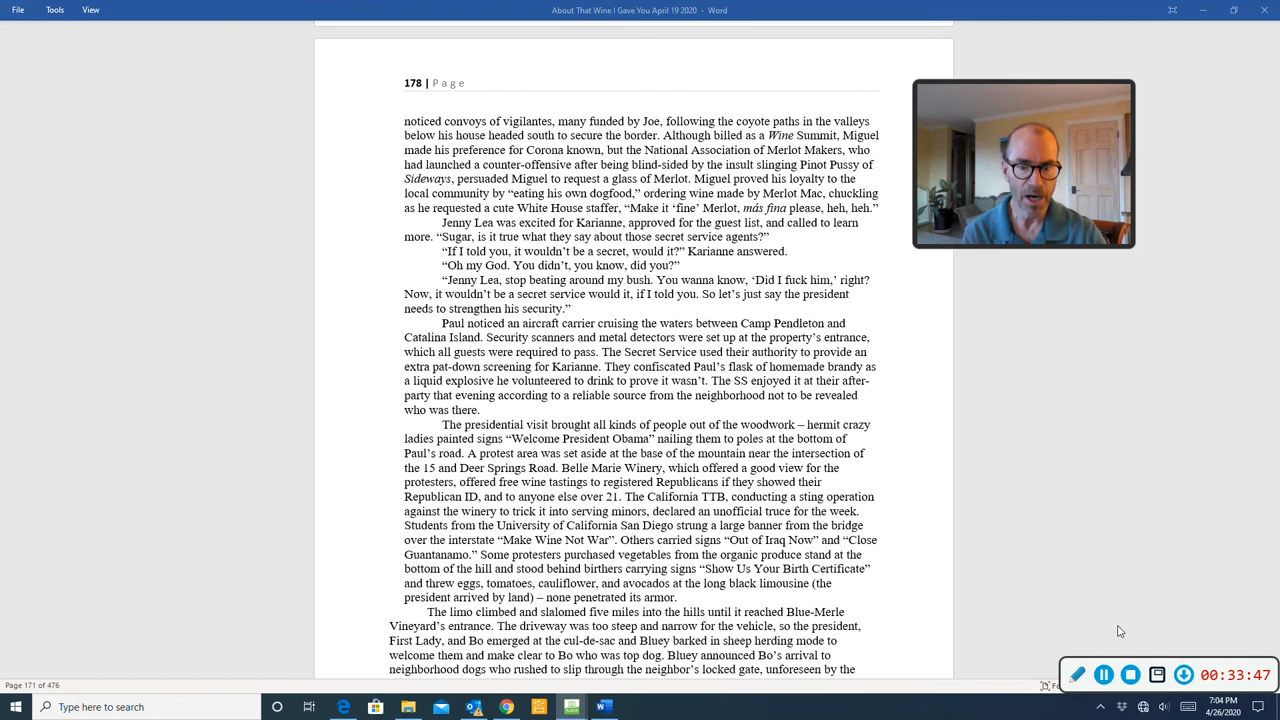 File Tools View
About That Wine I Gave You April 19 2020 - Word
178 | Page
noticed convoys of vigilantes, many funded by Joe, following the coyote paths in the valleys
below his house headed south to secure the border. Although billed as a Wine Summit, Miguel
made his preference for Corona known, but the National Association of Merlot Makers, who
had launched a counter-offensive after being blind-sided by the insult slinging Pinot Pussy of
Sideways, persuaded Miguel to request a glass of Merlot. Miguel proved his loyalty to the
local community by “eating his own dogfood,” ordering wine made by Merlot Mac, chuckling
as he requested a cute White House staffer, “Make it ‘fine’ Merlot, más fina please, heh, heh.”
Jenny Lea was excited for Karianne, approved for the guest list, and called to learn
more. “Sugar, is it true what they say about those secret service agents?”
“If I told you, it wouldn’t be a secret, would it?” Karianne answered.
“Oh my God. You didn’t, you know, did you?”
“Jenny Lea, stop beating around my bush. You wanna know, ‘Did I fuck him,’ right?
Now, it wouldn’t be a secret service would it, if I told you. So let’s just say the president
needs to strengthen his security.”
Paul noticed an aircraft carrier cruising the waters between Camp Pendleton and
Catalina Island. Security scanners and metal detectors were set up at the property’s entrance,
which all guests were required to pass. The Secret Service used their authority to provide an
extra pat-down screening for Karianne. They confiscated Paul’s flask of homemade brandy as
a liquid explosive he volunteered to drink to prove it wasn’t. The SS enjoyed it at their after-
party that evening according to a reliable source from the neighborhood not to be revealed
who was there.
The presidential visit brought all kinds of people out of the woodwork – hermit crazy
ladies painted signs “Welcome President Obama” nailing them to poles at the bottom of
Paul’s road. A protest area was set aside at the base of the mountain near the intersection of
the 15 and Deer Springs Road. Belle Marie Winery, which offered a good view for the
protesters, offered free wine tastings to registered Republicans if they showed their
Republican ID, and to anyone else over 21. The California TTB, conducting a sting operation
against the winery to trick it into serving minors, declared an unofficial truce for the week.
Students from the University of California San Diego strung a large banner from the bridge
over the interstate “Make Wine Not War”. Others carried signs “Out of Iraq Now” and “Close
Guantanamo.” Some protesters purchased vegetables from the organic produce stand at the
bottom of the hill and stood behind birthers carrying signs “Show Us Your Birth Certificate”
and threw eggs, tomatoes, cauliflower, and avocados at the long black limousine (the
president arrived by land) – none penetrated its armor.
The limo climbed and slalomed five miles into the hills until it reached Blue-Merle
Vineyard’s entrance. The driveway was too steep and narrow for the vehicle, so the president,
First Lady, and Bo emerged at the cul-de-sac and Bluey barked in sheep herding mode to
welcome them and make clear to Bo who was top dog. Bluey announced Bo’s arrival to
neighborhood dogs who rushed to slip through the neighbor’s locked gate, unforeseen by the
00:33:47
Page 171 of 476
Type here to search
7:04 PM
4/26/2020